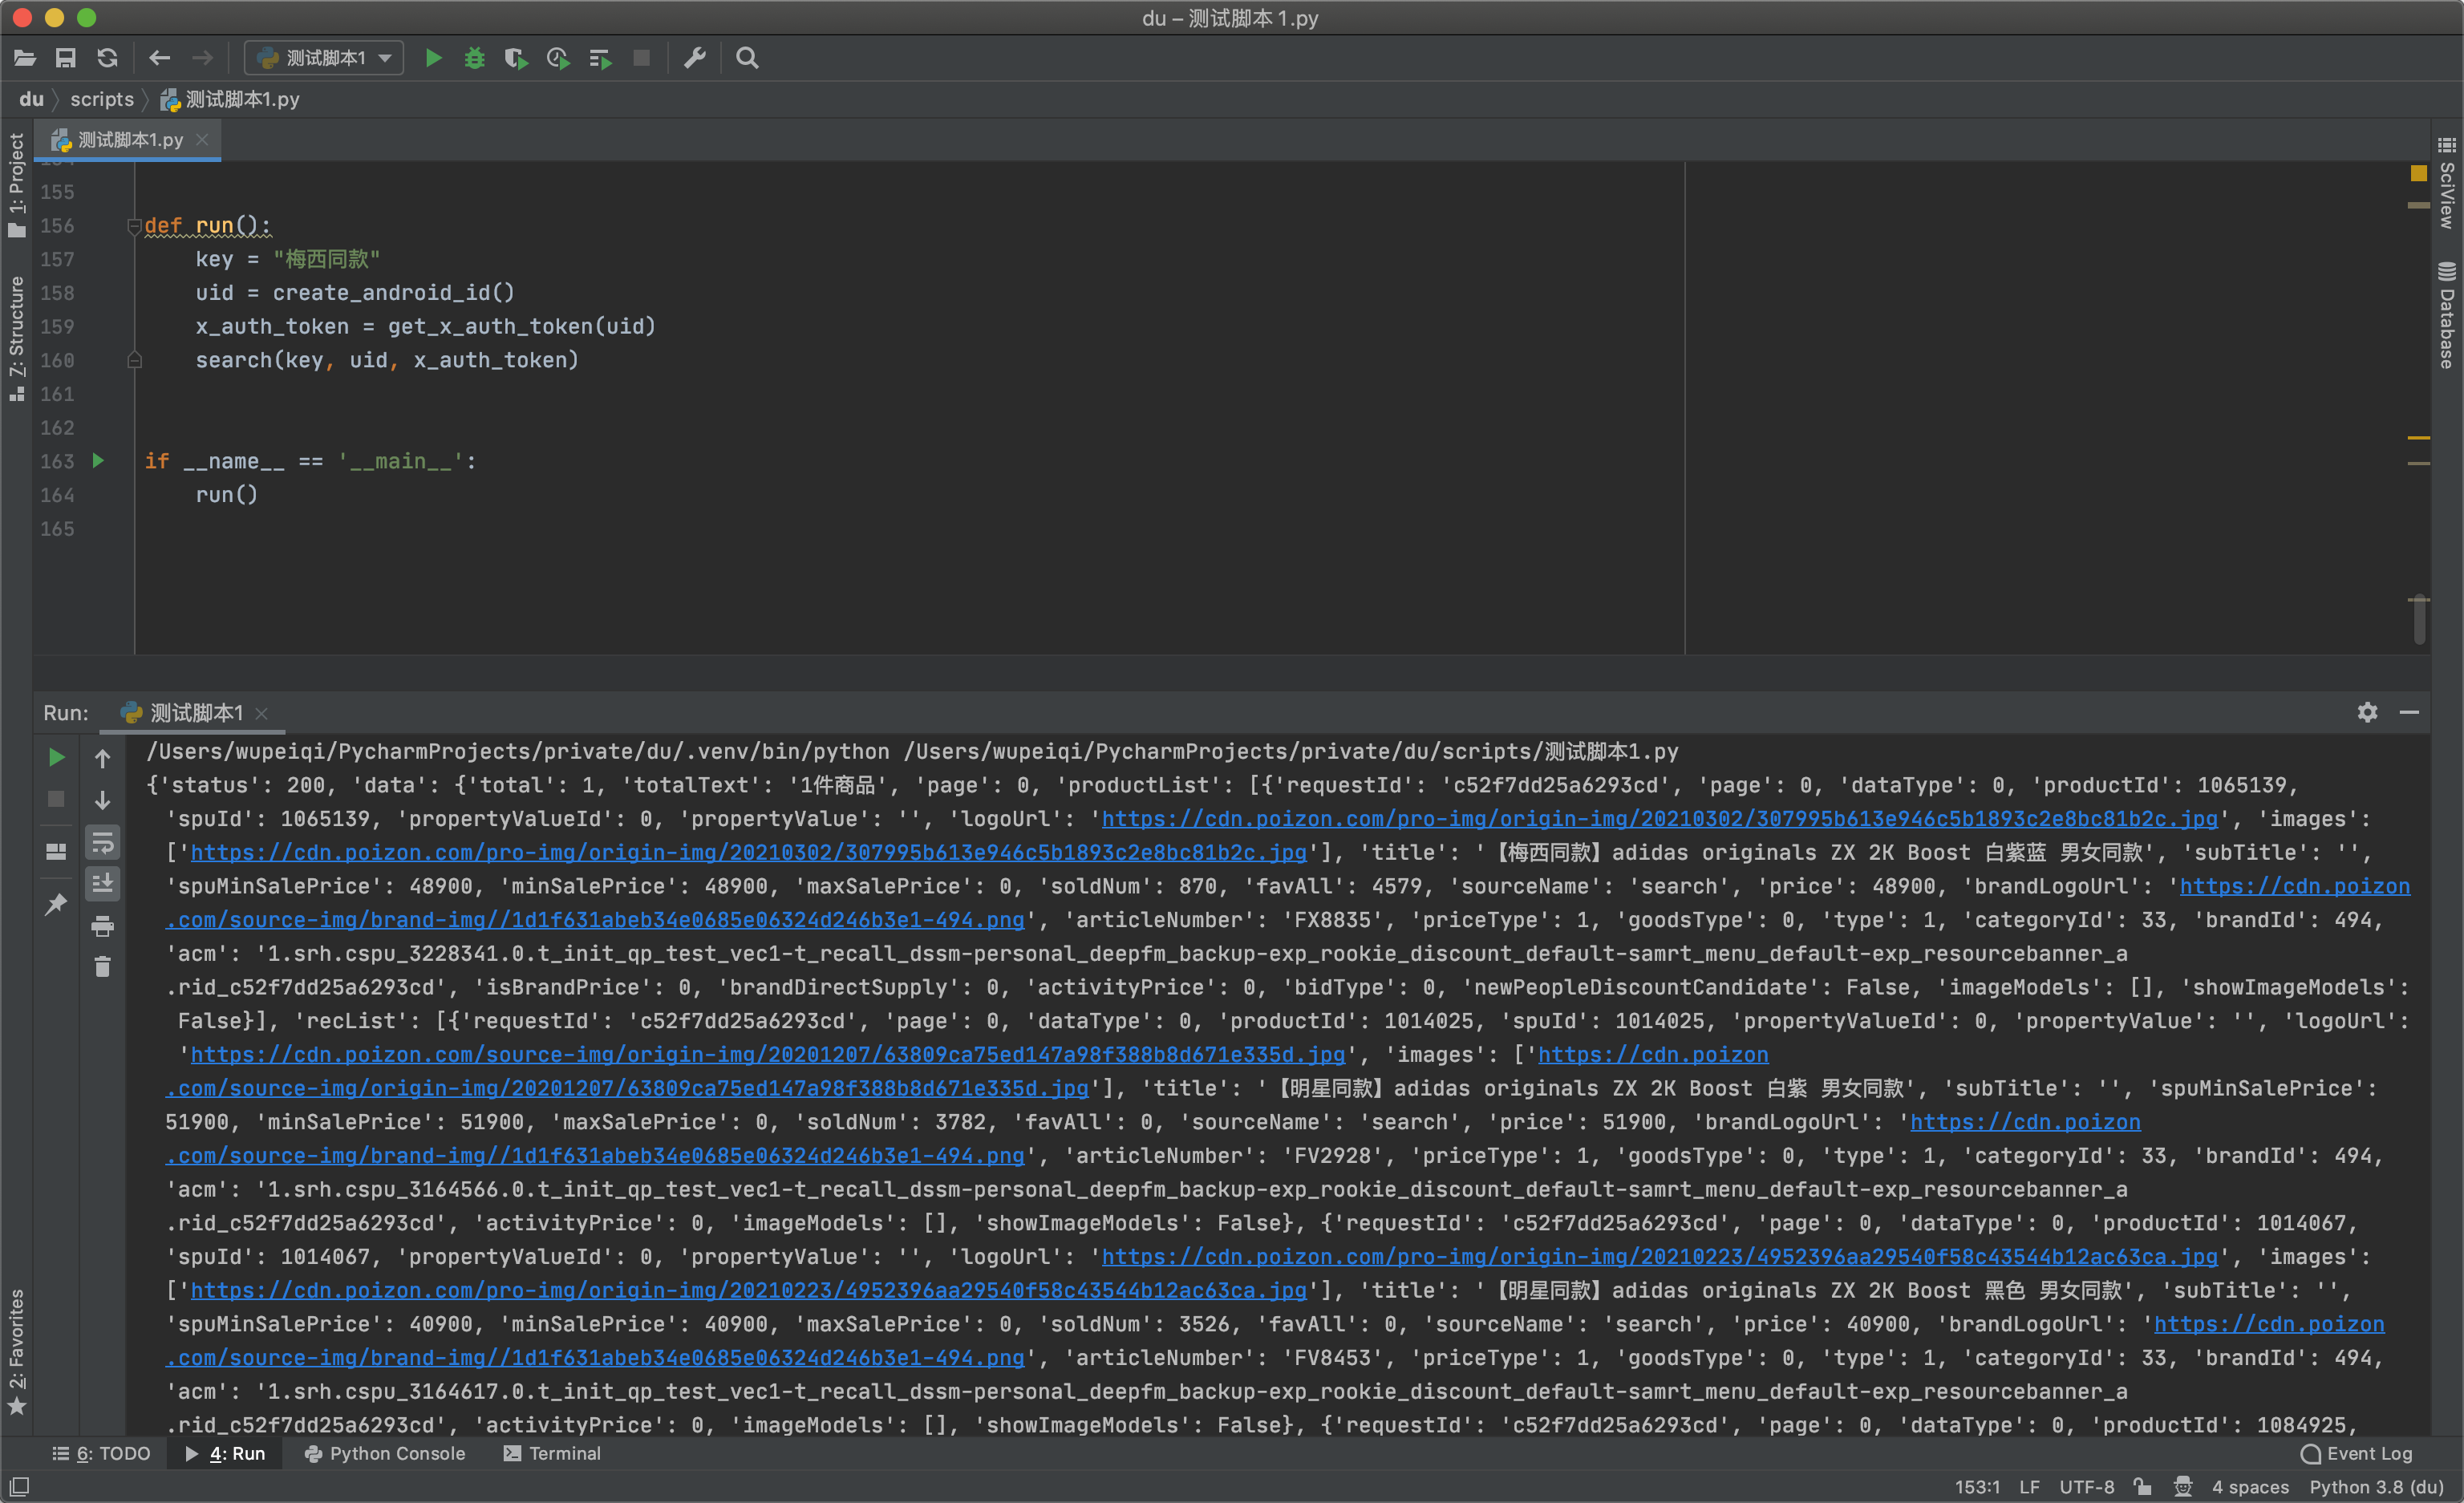 du – 测试脚本 1.py
测试脚本1
du scripts 测试脚本1.py
测试脚本1.py
1: Project
7: Structure
2: Favorites
SciView
Database
155
156 def run():
157 key = "梅西同款"
158 uid = create_android_id()
159 x_auth_token = get_x_auth_token(uid)
160 search(key, uid, x_auth_token)
161
162
163 if __name__ == '__main__':
164 run()
165
Run: 测试脚本1
/Users/wupeiqi/PycharmProjects/private/du/.venv/bin/python /Users/wupeiqi/PycharmProjects/private/du/scripts/测试脚本1.py
{'status': 200, 'data': {'total': 1, 'totalText': '1件商品', 'page': 0, 'productList': [{'requestId': 'c52f7dd25a6293cd', 'page': 0, 'dataType': 0, 'productId': 1065139,
'spuId': 1065139, 'propertyValueId': 0, 'propertyValue': '', 'logoUrl': 'https://cdn.poizon.com/pro-img/origin-img/20210302/307995b613e946c5b1893c2e8bc81b2c.jpg', 'images':
['https://cdn.poizon.com/pro-img/origin-img/20210302/307995b613e946c5b1893c2e8bc81b2c.jpg'], 'title': '【梅西同款】adidas originals ZX 2K Boost 白紫蓝 男女同款', 'subTitle': '',
'spuMinSalePrice': 48900, 'minSalePrice': 48900, 'maxSalePrice': 0, 'soldNum': 870, 'favAll': 4579, 'sourceName': 'search', 'price': 48900, 'brandLogoUrl': 'https://cdn.poizon
.com/source-img/brand-img//1d1f631abeb34e0685e06324d246b3e1-494.png', 'articleNumber': 'FX8835', 'priceType': 1, 'goodsType': 0, 'type': 1, 'categoryId': 33, 'brandId': 494,
'acm': '1.srh.cspu_3228341.0.t_init_qp_test_vec1-t_recall_dssm-personal_deepfm_backup-exp_rookie_discount_default-samrt_menu_default-exp_resourcebanner_a
.rid_c52f7dd25a6293cd', 'isBrandPrice': 0, 'brandDirectSupply': 0, 'activityPrice': 0, 'bidType': 0, 'newPeopleDiscountCandidate': False, 'imageModels': [], 'showImageModels':
False}], 'recList': [{'requestId': 'c52f7dd25a6293cd', 'page': 0, 'dataType': 0, 'productId': 1014025, 'spuId': 1014025, 'propertyValueId': 0, 'propertyValue': '', 'logoUrl':
'https://cdn.poizon.com/source-img/origin-img/20201207/63809ca75ed147a98f388b8d671e335d.jpg', 'images': ['https://cdn.poizon
.com/source-img/origin-img/20201207/63809ca75ed147a98f388b8d671e335d.jpg'], 'title': '【明星同款】adidas originals ZX 2K Boost 白紫 男女同款', 'subTitle': '', 'spuMinSalePrice':
51900, 'minSalePrice': 51900, 'maxSalePrice': 0, 'soldNum': 3782, 'favAll': 0, 'sourceName': 'search', 'price': 51900, 'brandLogoUrl': 'https://cdn.poizon
.com/source-img/brand-img//1d1f631abeb34e0685e06324d246b3e1-494.png', 'articleNumber': 'FV2928', 'priceType': 1, 'goodsType': 0, 'type': 1, 'categoryId': 33, 'brandId': 494,
'acm': '1.srh.cspu_3164566.0.t_init_qp_test_vec1-t_recall_dssm-personal_deepfm_backup-exp_rookie_discount_default-samrt_menu_default-exp_resourcebanner_a
.rid_c52f7dd25a6293cd', 'activityPrice': 0, 'imageModels': [], 'showImageModels': False}, {'requestId': 'c52f7dd25a6293cd', 'page': 0, 'dataType': 0, 'productId': 1014067,
'spuId': 1014067, 'propertyValueId': 0, 'propertyValue': '', 'logoUrl': 'https://cdn.poizon.com/pro-img/origin-img/20210223/4952396aa29540f58c43544b12ac63ca.jpg', 'images':
['https://cdn.poizon.com/pro-img/origin-img/20210223/4952396aa29540f58c43544b12ac63ca.jpg'], 'title': '【明星同款】adidas originals ZX 2K Boost 黑色 男女同款', 'subTitle': '',
'spuMinSalePrice': 40900, 'minSalePrice': 40900, 'maxSalePrice': 0, 'soldNum': 3526, 'favAll': 0, 'sourceName': 'search', 'price': 40900, 'brandLogoUrl': 'https://cdn.poizon
.com/source-img/brand-img//1d1f631abeb34e0685e06324d246b3e1-494.png', 'articleNumber': 'FV8453', 'priceType': 1, 'goodsType': 0, 'type': 1, 'categoryId': 33, 'brandId': 494,
'acm': '1.srh.cspu_3164617.0.t_init_qp_test_vec1-t_recall_dssm-personal_deepfm_backup-exp_rookie_discount_default-samrt_menu_default-exp_resourcebanner_a
.rid_c52f7dd25a6293cd', 'activityPrice': 0, 'imageModels': [], 'showImageModels': False}, {'requestId': 'c52f7dd25a6293cd', 'page': 0, 'dataType': 0, 'productId': 1084925,
6: TODO 4: Run Python Console Terminal Event Log
153:1 LF UTF-8 4 spaces Python 3.8 (du)